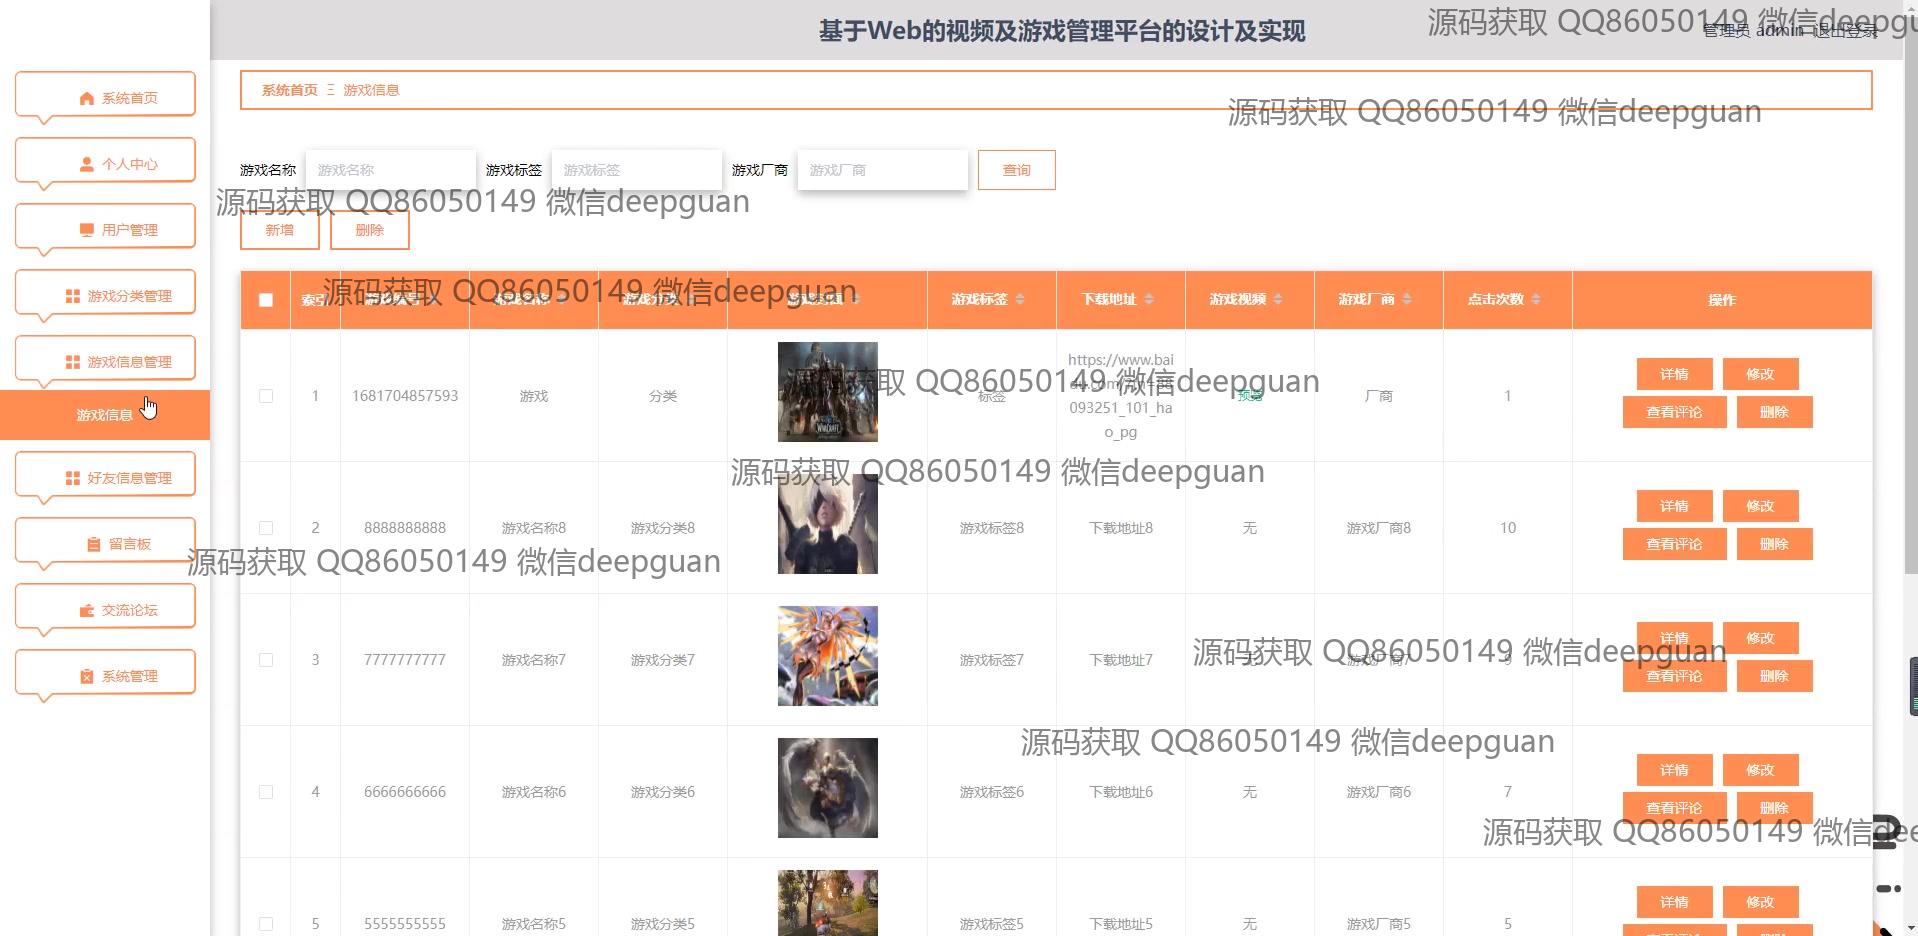 基于Web的视频及游戏管理平台的设计及实现
管理员 admin 退出登录
源码获取 QQ86050149 微信deepgu
系统首页
个人中心
用户管理
游戏分类管理
游戏信息管理
游戏信息
好友信息管理
留言板
交流论坛
系统管理
系统首页 Ξ 游戏信息
源码获取 QQ86050149 微信deepguan
游戏名称 游戏名称 游戏标签 游戏标签 游戏厂商 游戏厂商 查询
源码获取 QQ86050149 微信deepguan
新增 删除
源码获取 QQ86050149 微信deepguan
索引 游戏标签 下载地址 游戏视频 游戏厂商 点击次数 操作
1 1681704857593 游戏 分类 标签 预览 厂商 1
https://www.bai
093251_101_ha
o_pg
详情 修改
查看评论 删除
源码获取 QQ86050149 微信deepguan
源码获取 QQ86050149 微信deepguan
2 8888888888 游戏名称8 游戏分类8 游戏标签8 下载地址8 无 游戏厂商8 10
详情 修改
查看评论 删除
源码获取 QQ86050149 微信deepguan
3 7777777777 游戏名称7 游戏分类7 游戏标签7 下载地址7 无 游戏厂商7 9
详情 修改
查看评论 删除
源码获取 QQ86050149 微信deepguan
源码获取 QQ86050149 微信deepguan
4 6666666666 游戏名称6 游戏分类6 游戏标签6 下载地址6 无 游戏厂商6 7
详情 修改
查看评论 删除
源码获取 QQ86050149 微信dee
5 5555555555 游戏名称5 游戏分类5 游戏标签5 下载地址5 无 游戏厂商5 5
详情 修改